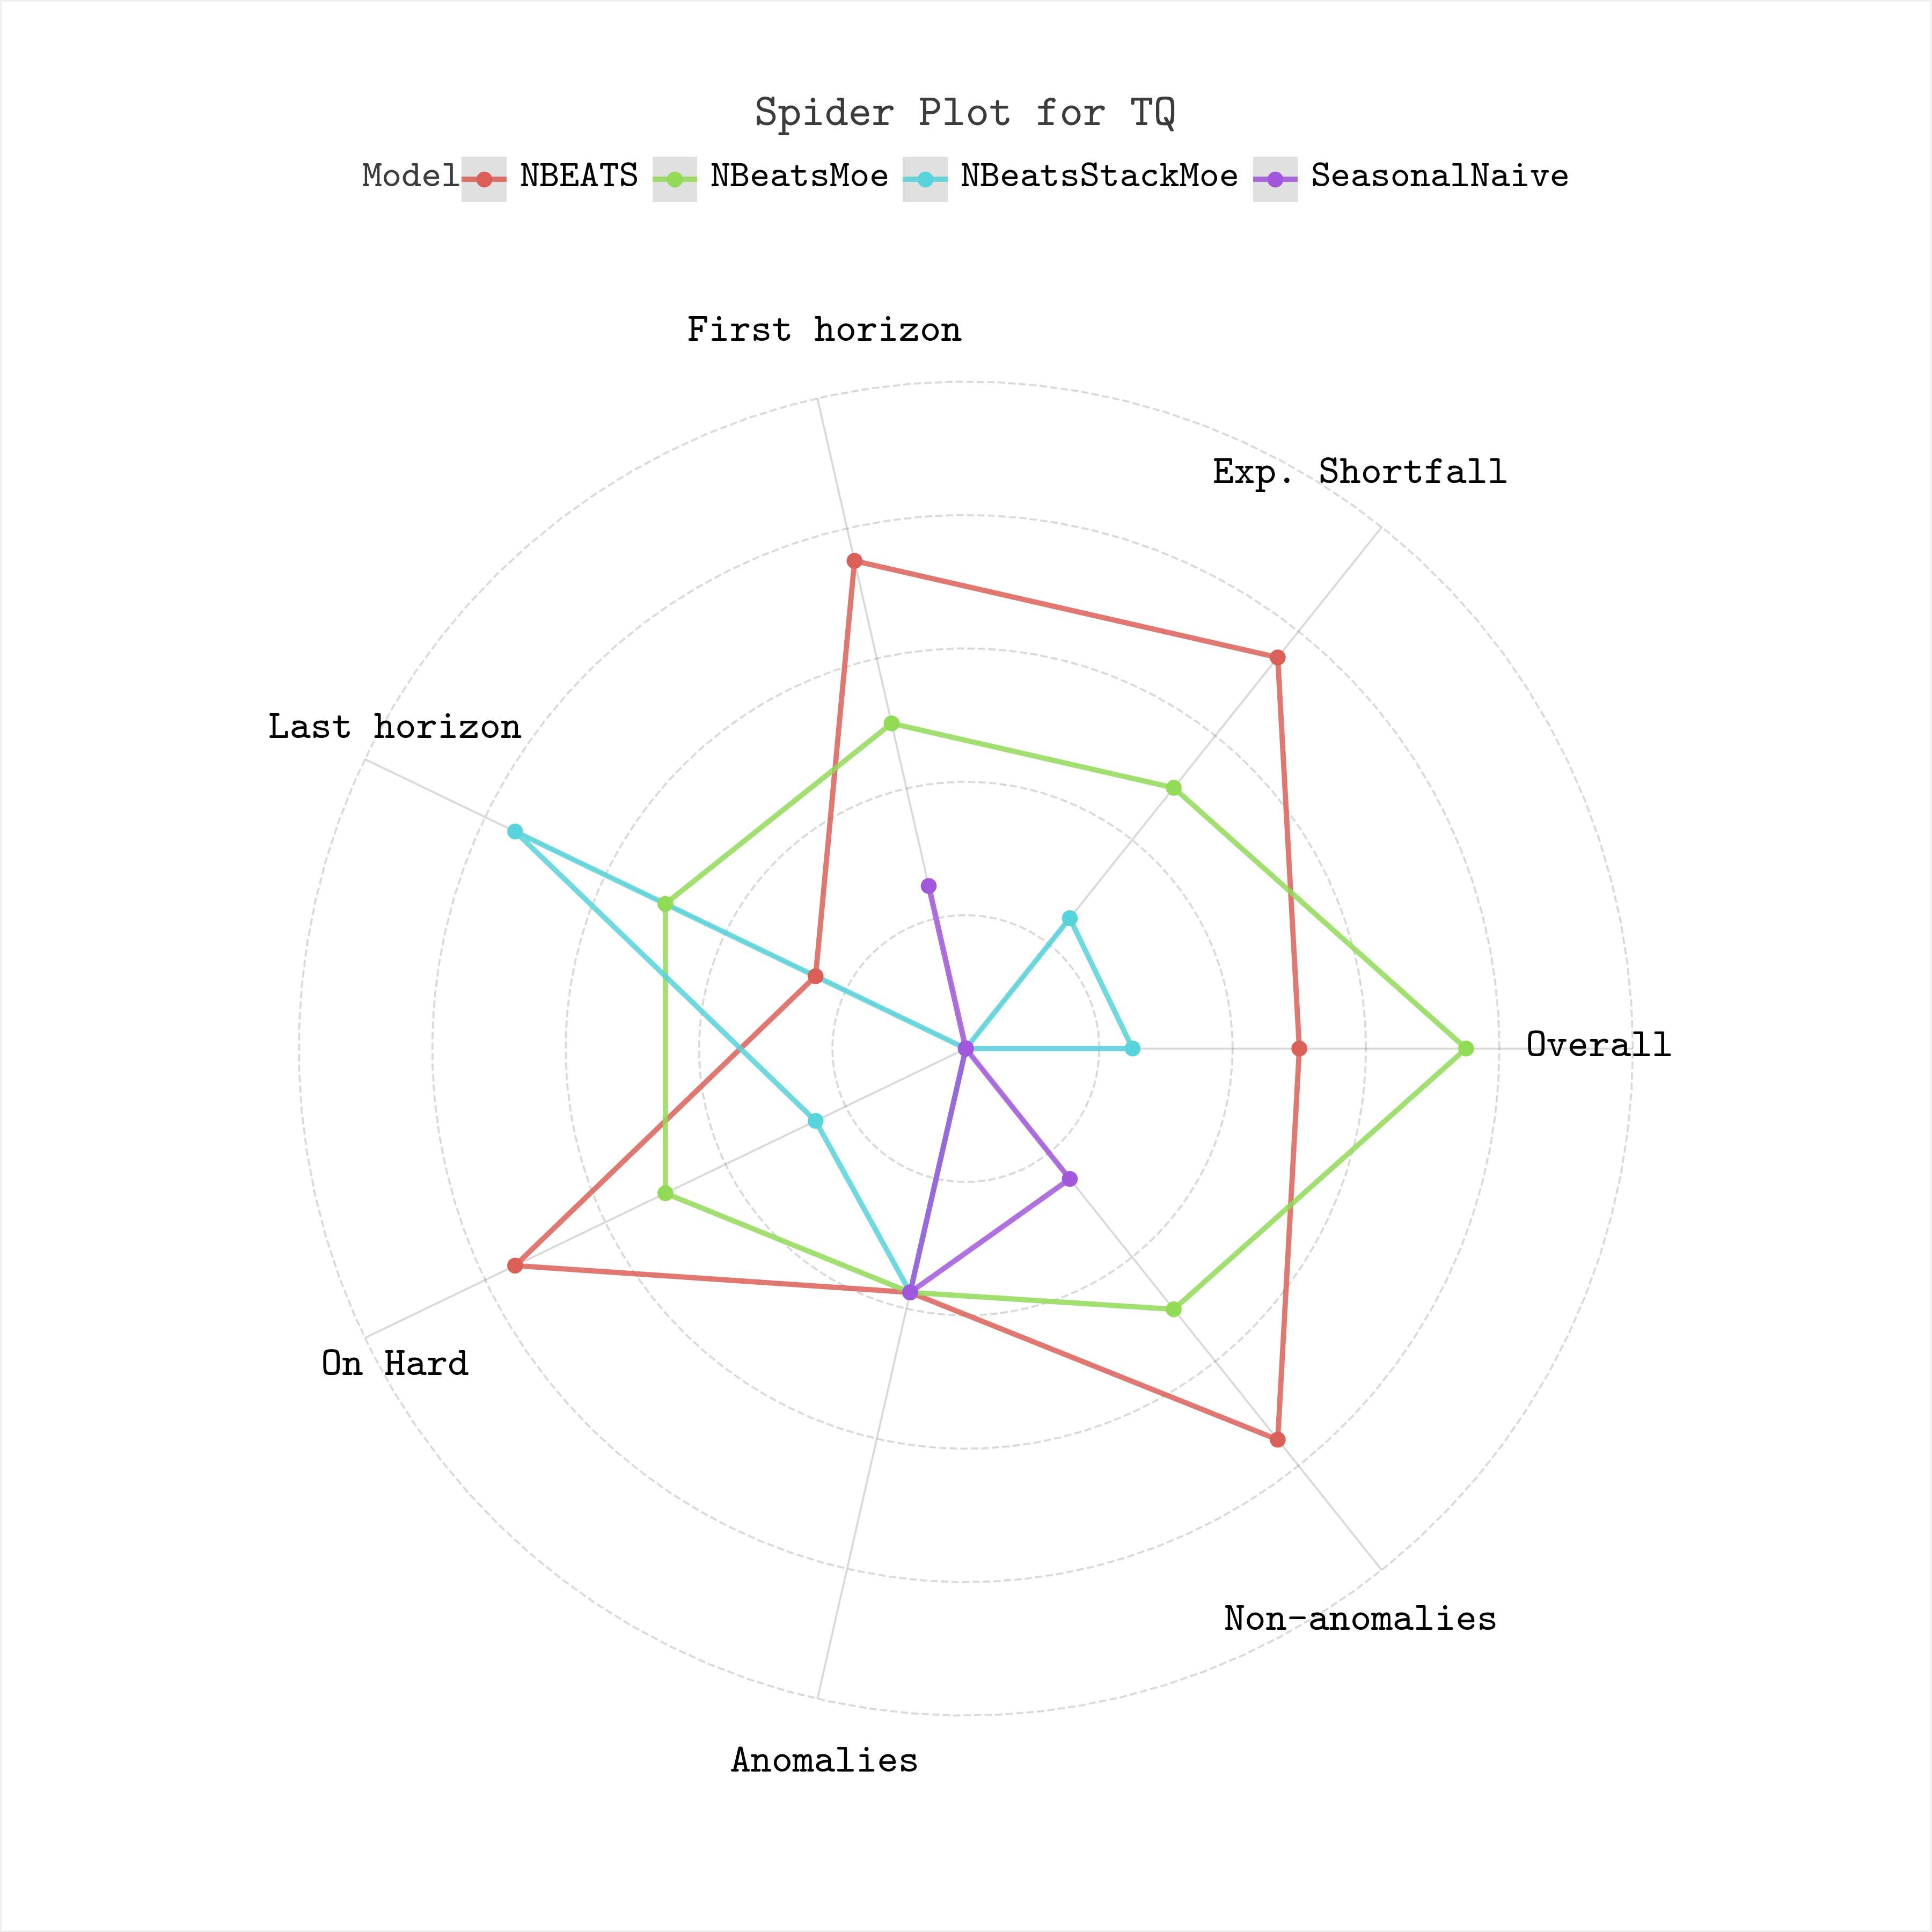 Spider Plot for TQ
Model NBEATS NBeatsMoe NBeatsStackMoe SeasonalNaive
First horizon
Exp. Shortfall
Last horizon
Overall
On Hard
Non-anomalies
Anomalies